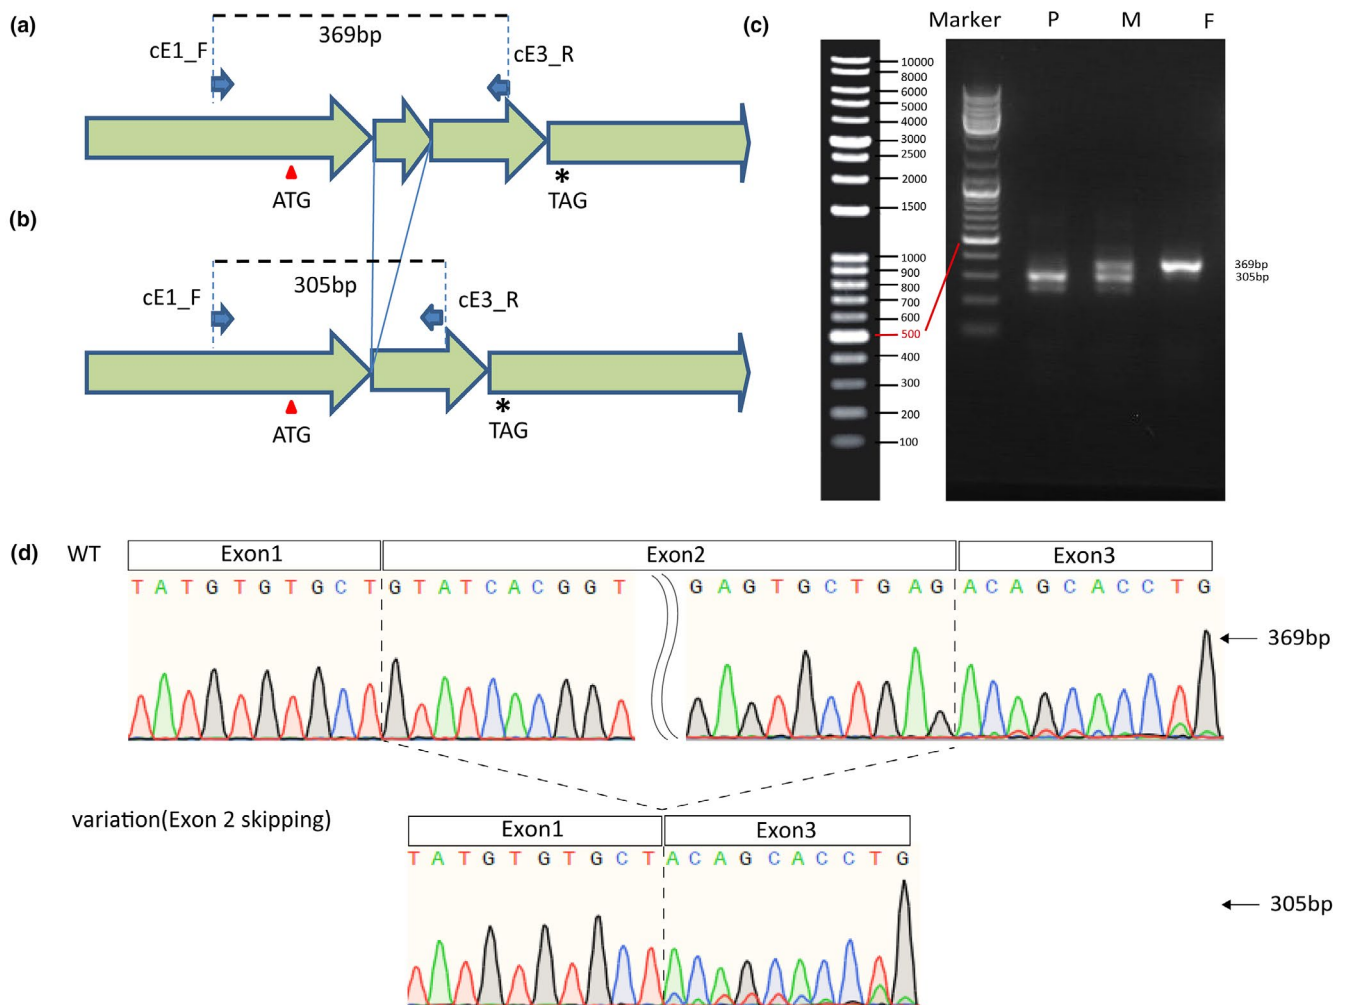 (a)
369bp
cE1_F
cE3_R
ATG
*
TAG
(b)
305bp
cE1_F
cE3_R
ATG
*
TAG
(c)
Marker P M F
10000
8000
6000
5000
4000
3000
2500
2000
1500
1000
900
800
700
600
500
400
300
200
100
369bp
305bp
(d) WT
Exon1 Exon2 Exon3
T A T G T G T G C T G T A T C A C G G T G A G T G C T G A G A C A G C A C C T G
369bp
variation(Exon 2 skipping)
Exon1 Exon3
T A T G T G T G C T A C A G C A C C T G
305bp